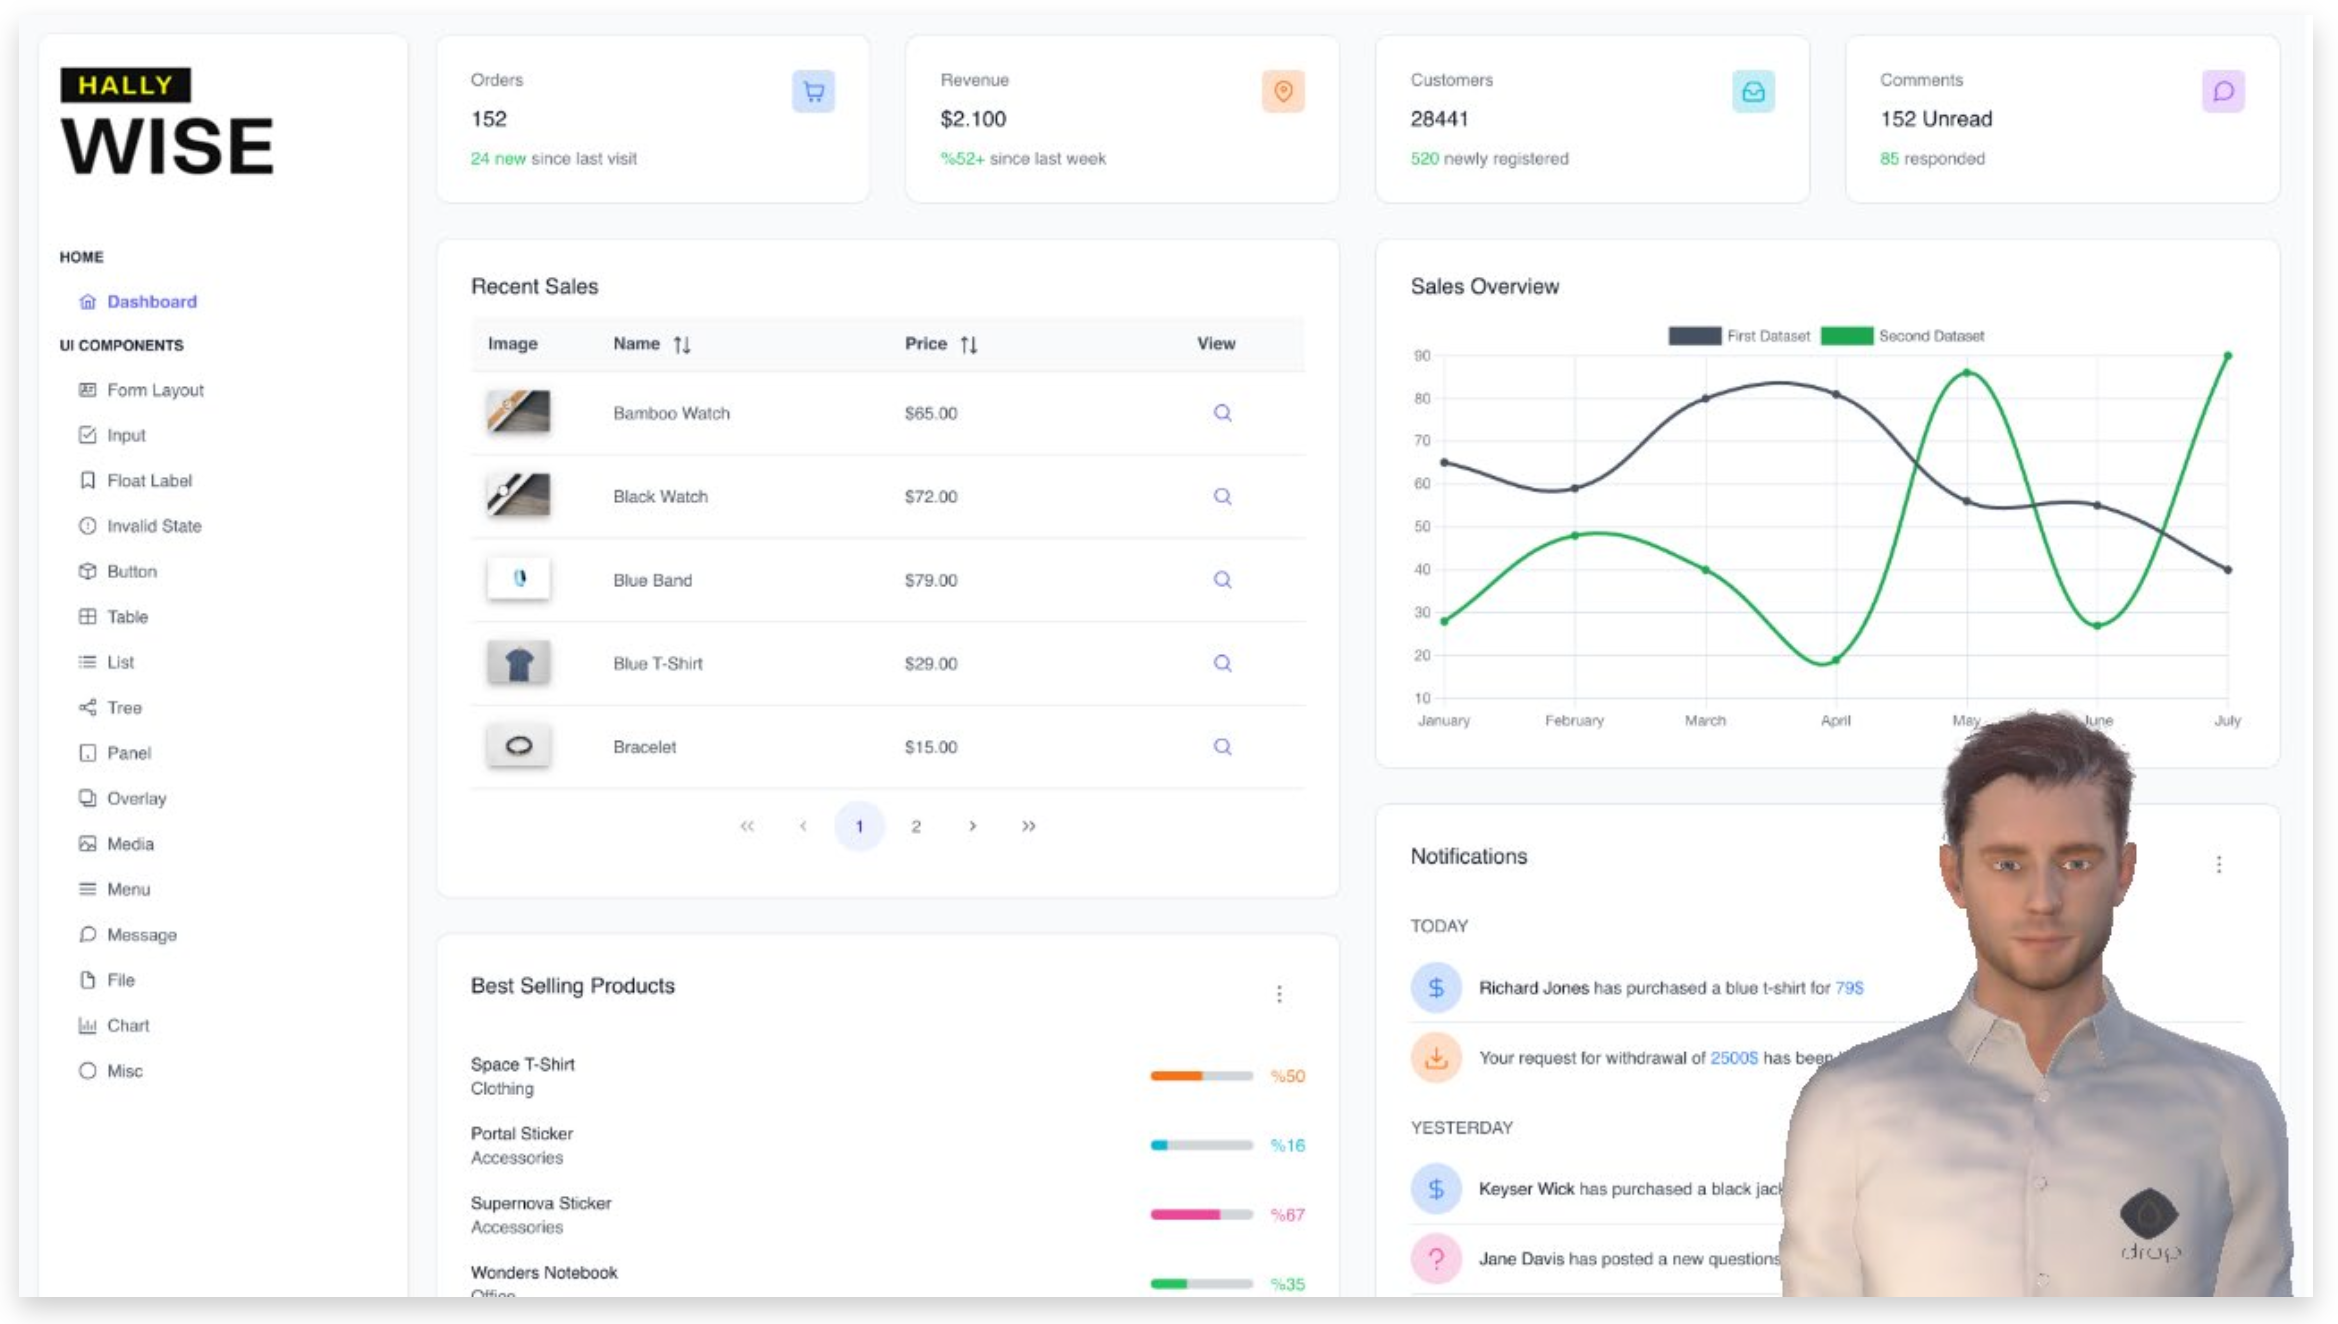 HALLY
WISE
HOME
Dashboard
UI COMPONENTS
Form Layout
Input
Float Label
Invalid State
Button
Table
List
Tree
Panel
Overlay
Media
Menu
Message
File
Chart
Misc
Orders
152
24 new since last visit
Revenue
$2.100
%52+ since last week
Customers
28441
520 newly registered
Comments
152 Unread
85 responded
Recent Sales
Image Name Price View
Bamboo Watch $65.00
Black Watch $72.00
Blue Band $79.00
Blue T-Shirt $29.00
Bracelet $15.00
1 2
Best Selling Products
Space T-Shirt
Clothing
%50
Portal Sticker
Accessories
%16
Supernova Sticker
Accessories
%67
Wonders Notebook
Office
%35
Sales Overview
First Dataset Second Dataset
90
80
70
60
50
40
30
20
10
January February March April May June July
Notifications
TODAY
Richard Jones has purchased a blue t-shirt for 79$
Your request for withdrawal of 2500$ has been
YESTERDAY
Keyser Wick has purchased a black jack
Jane Davis has posted a new questions
drop